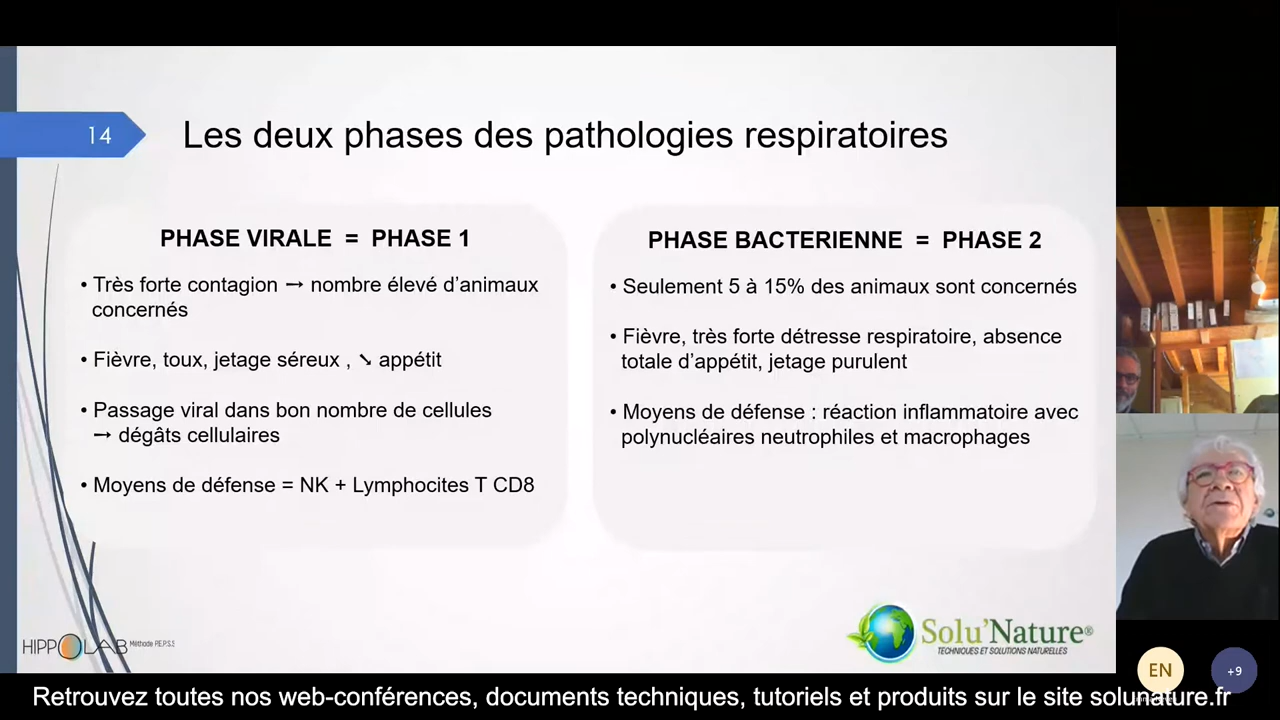 14
Les deux phases des pathologies respiratoires
PHASE VIRALE = PHASE 1
• Très forte contagion → nombre élevé d'animaux
concernés
• Fièvre, toux, jetage séreux , ↘ appétit
• Passage viral dans bon nombre de cellules
→ dégâts cellulaires
• Moyens de défense = NK + Lymphocites T CD8
PHASE BACTERIENNE = PHASE 2
• Seulement 5 à 15% des animaux sont concernés
• Fièvre, très forte détresse respiratoire, absence
totale d'appétit, jetage purulent
• Moyens de défense : réaction inflammatoire avec
polynucléaires neutrophiles et macrophages
HIPPOLAB Méthode P.E.P.S.S
Solu'Nature®
TECHNIQUES ET SOLUTIONS NATURELLES
EN
+9
Retrouvez toutes nos web-conférences, documents techniques, tutoriels et produits sur le site solunature.fr